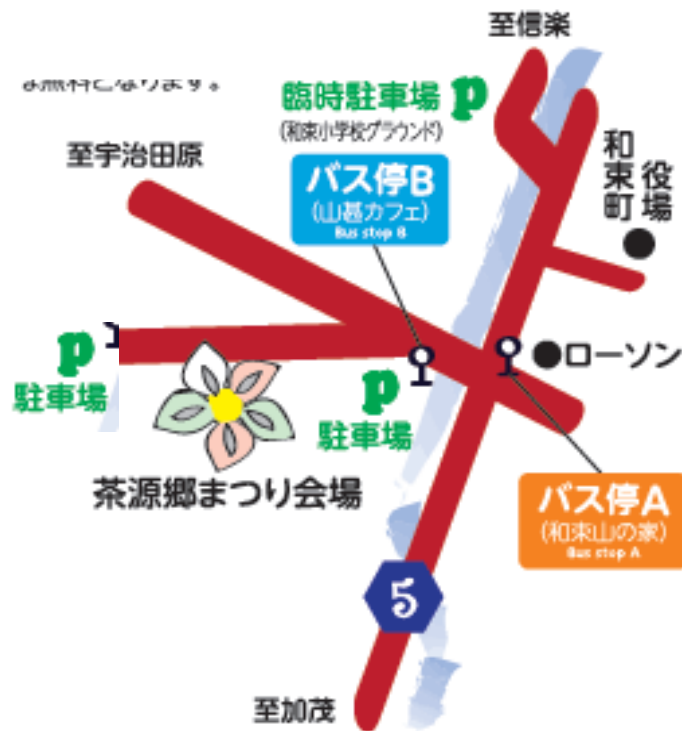 至信楽
ま無料となります。
臨時駐車場 P
(和束小学校グラウンド)
至宇治田原
バス停B
(山甚カフェ)
Bus stop B
和束町
役場
P
駐車場
P
駐車場
ローソン
茶源郷まつり会場
バス停A
(和束山の家)
Bus stop A
5
至加茂